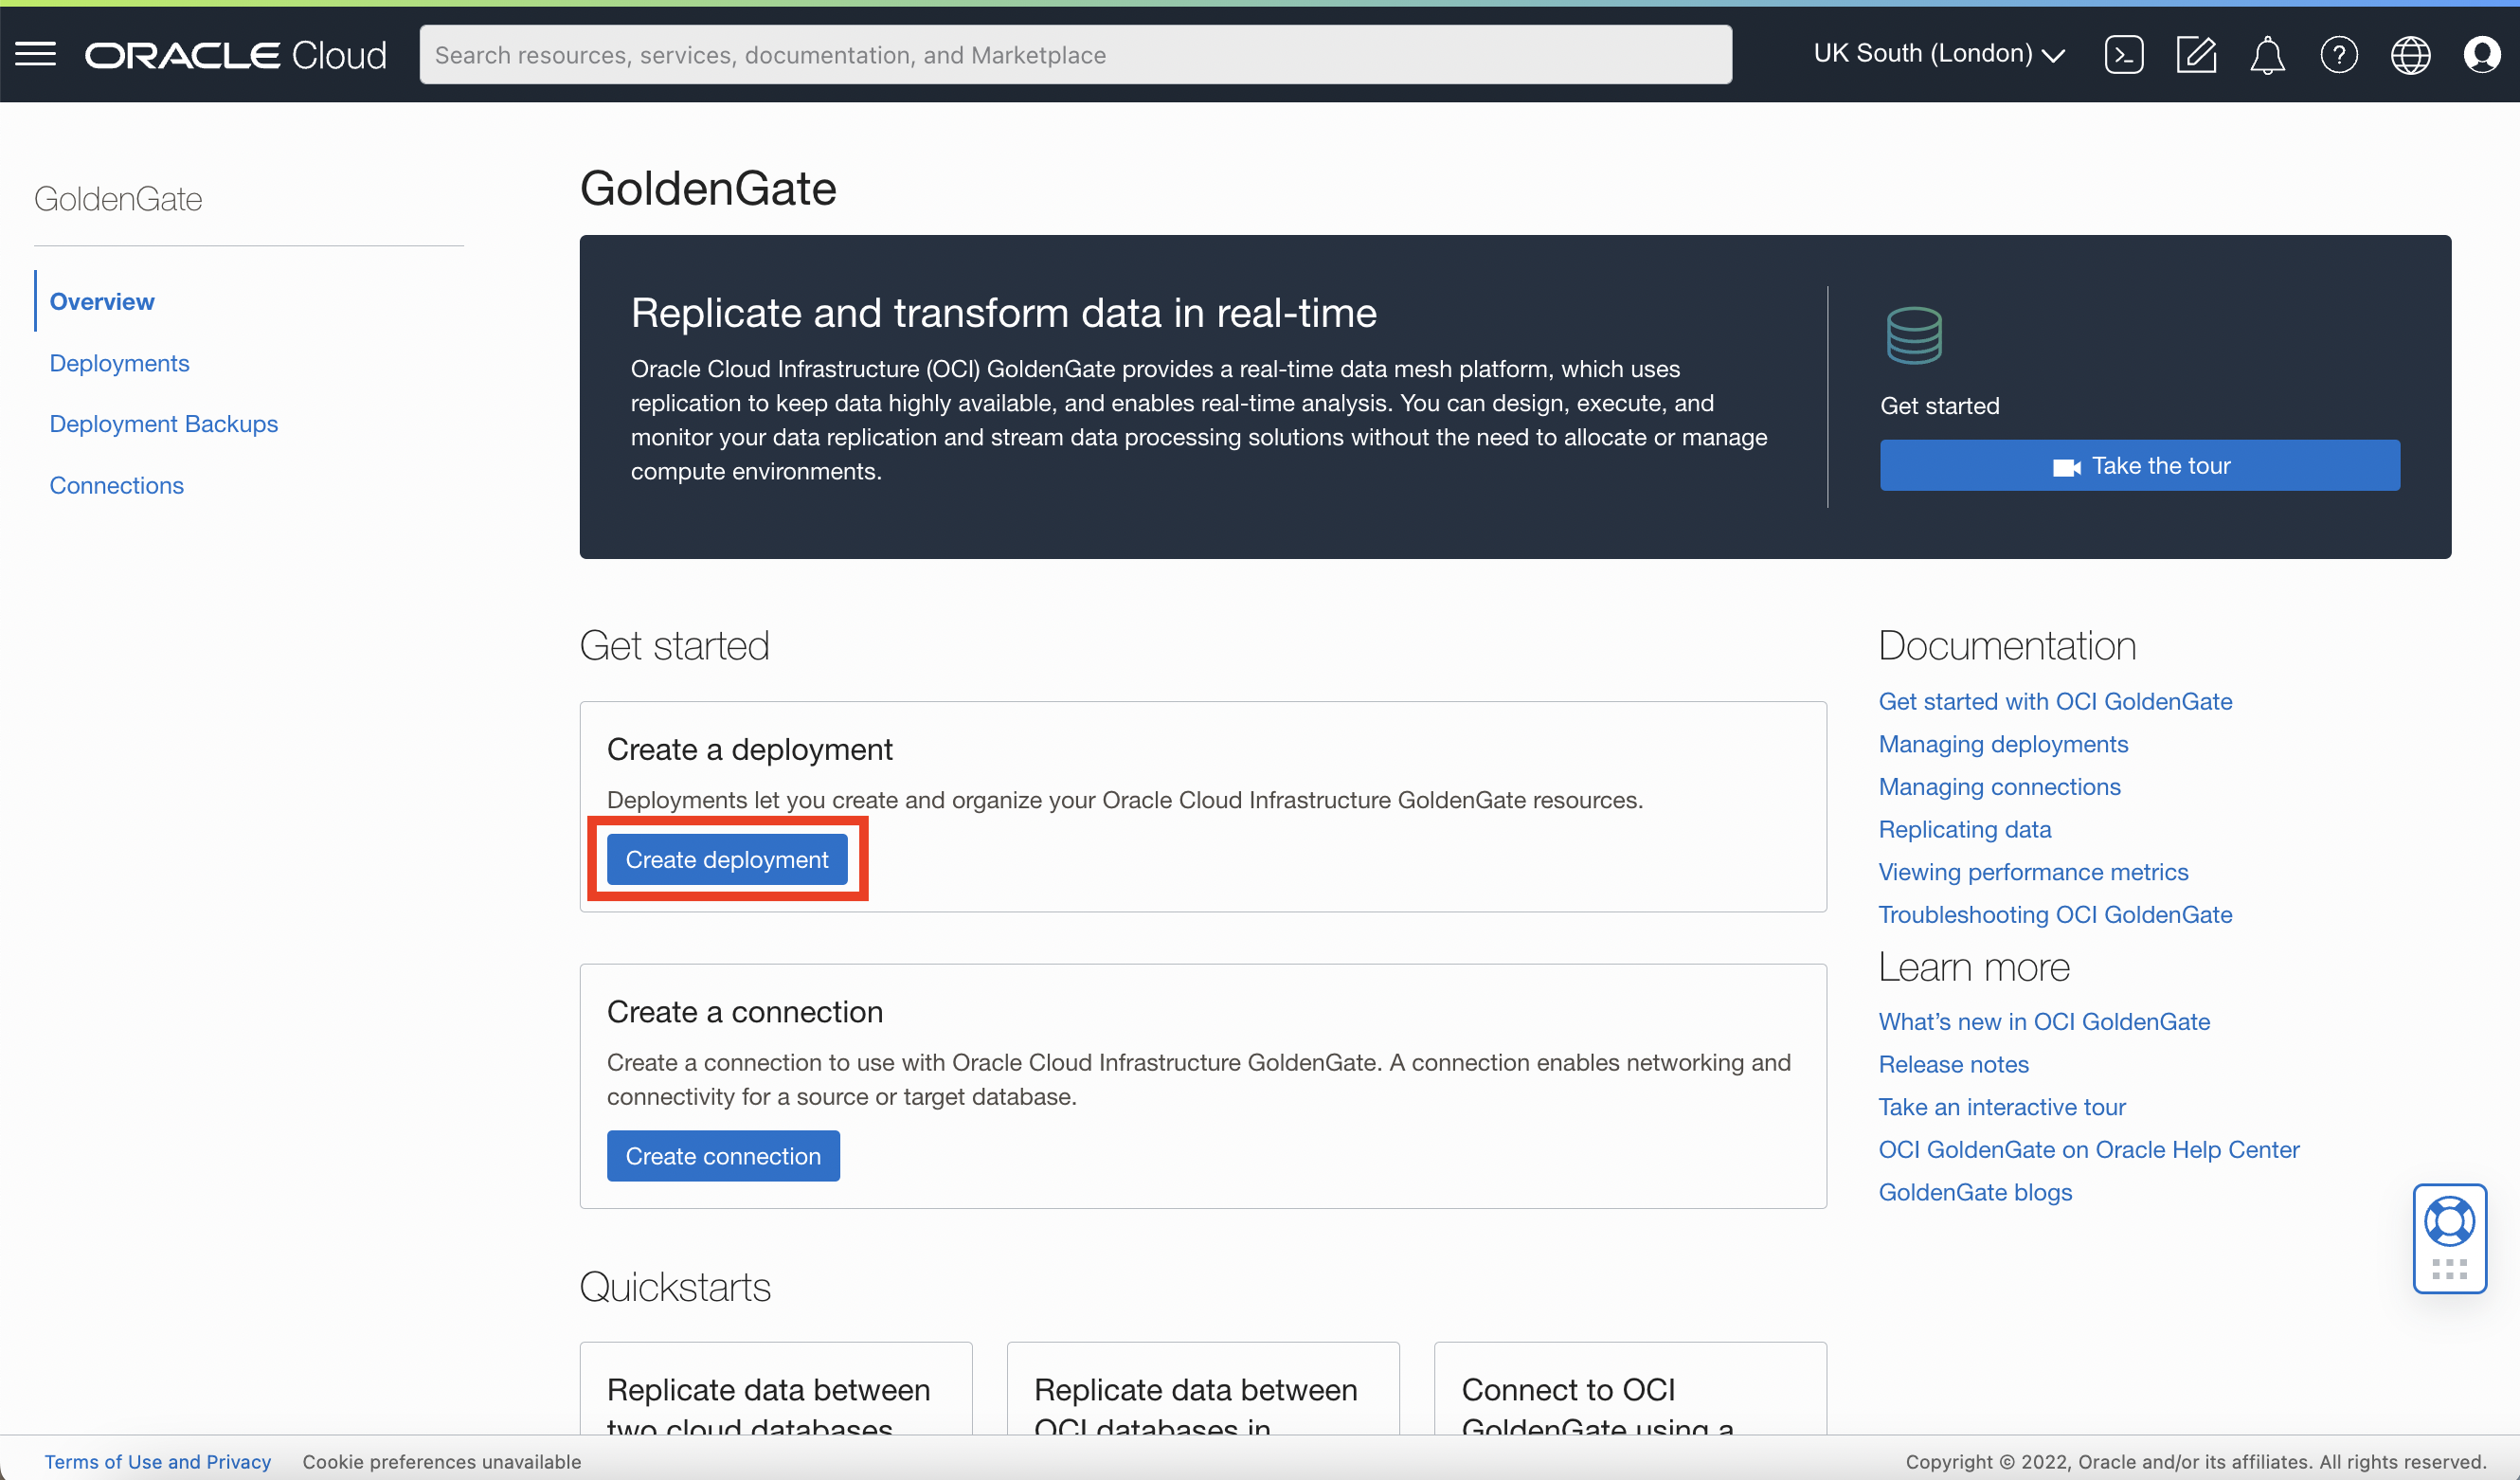 ORACLE Cloud
Search resources, services, documentation, and Marketplace
UK South (London)
GoldenGate
Overview
Deployments
Deployment Backups
Connections
GoldenGate
Replicate and transform data in real-time
Oracle Cloud Infrastructure (OCI) GoldenGate provides a real-time data mesh platform, which uses
replication to keep data highly available, and enables real-time analysis. You can design, execute, and
monitor your data replication and stream data processing solutions without the need to allocate or manage
compute environments.
Get started
Take the tour
Get started
Create a deployment
Deployments let you create and organize your Oracle Cloud Infrastructure GoldenGate resources.
Create deployment
Create a connection
Create a connection to use with Oracle Cloud Infrastructure GoldenGate. A connection enables networking and
connectivity for a source or target database.
Create connection
Documentation
Get started with OCI GoldenGate
Managing deployments
Managing connections
Replicating data
Viewing performance metrics
Troubleshooting OCI GoldenGate
Learn more
What's new in OCI GoldenGate
Release notes
Take an interactive tour
OCI GoldenGate on Oracle Help Center
GoldenGate blogs
Quickstarts
Replicate data between
two cloud databases
Replicate data between
OCI databases in
Connect to OCI
GoldenGate using a
Terms of Use and Privacy
Cookie preferences unavailable
Copyright © 2022, Oracle and/or its affiliates. All rights reserved.